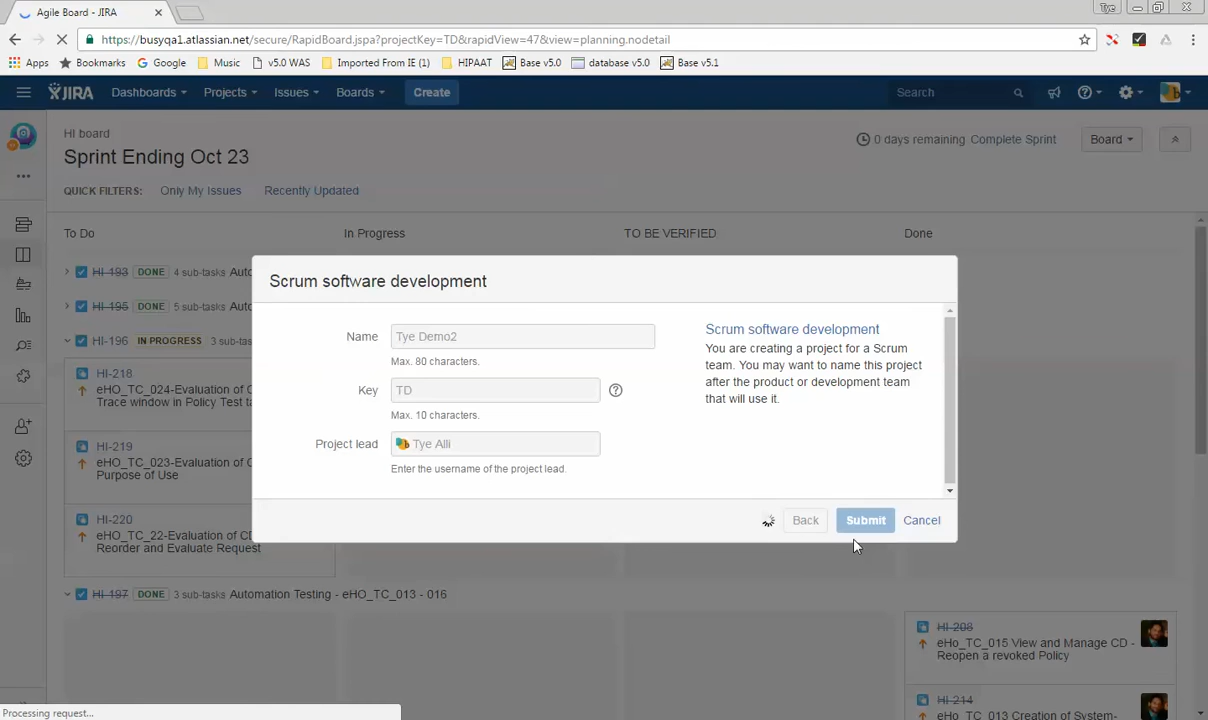 Agile Board - JIRA
Tye
https://busyqa1.atlassian.net/secure/RapidBoard.jspa?projectKey=TD&rapidView=47&view=planning.nodetail
Apps Bookmarks Google Music v5.0 WAS Imported From IE (1) HIPAAT Base v5.0 database v5.0 Base v5.1
JIRA Dashboards Projects Issues Boards Create Search
HI board
Sprint Ending Oct 23
0 days remaining Complete Sprint Board
QUICK FILTERS: Only My Issues Recently Updated
To Do In Progress TO BE VERIFIED Done
HI-193 DONE 4 sub-tasks
HI-195 DONE 5 sub-tasks
HI-196 IN PROGRESS
HI-218
eHO_TC_024-Evaluation of
Trace window in Policy Test
HI-219
eHO_TC_023-Evaluation of
Purpose of Use
HI-220
eHO_TC_22-Evaluation of
Reorder and Evaluate Request
HI-197 DONE 3 sub-tasks Automation Testing - eHO_TC_013 - 016
HI-208
eHo_TC_015 View and Manage CD -
Reopen a revoked Policy
HI-214
eHo_TC_013 Creation of System-
Scrum software development
Name Tye Demo2
Max. 80 characters.
Key TD
Max. 10 characters.
Project lead Tye Alli
Enter the username of the project lead.
Scrum software development
You are creating a project for a Scrum
team. You may want to name this project
after the product or development team
that will use it.
Back Submit Cancel
Processing request...